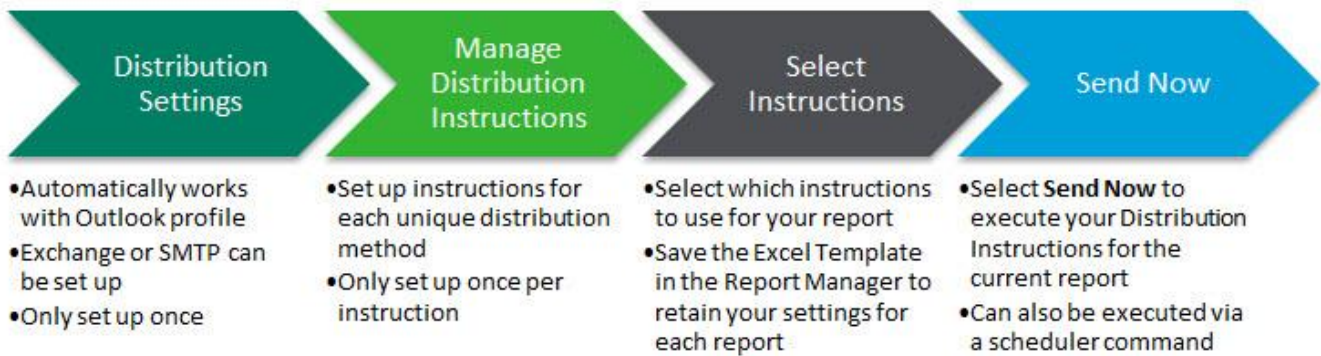 Distribution
Settings
Manage
Distribution
Instructions
Select
Instructions
Send Now
•Automatically works
with Outlook profile
•Exchange or SMTP can
be set up
•Only set up once
•Set up instructions for
each unique distribution
method
•Only set up once per
instruction
•Select which instructions
to use for your report
•Save the Excel Template
in the Report Manager to
retain your settings for
each report
•Select Send Now to
execute your Distribution
Instructions for the
current report
•Can also be executed via
a scheduler command